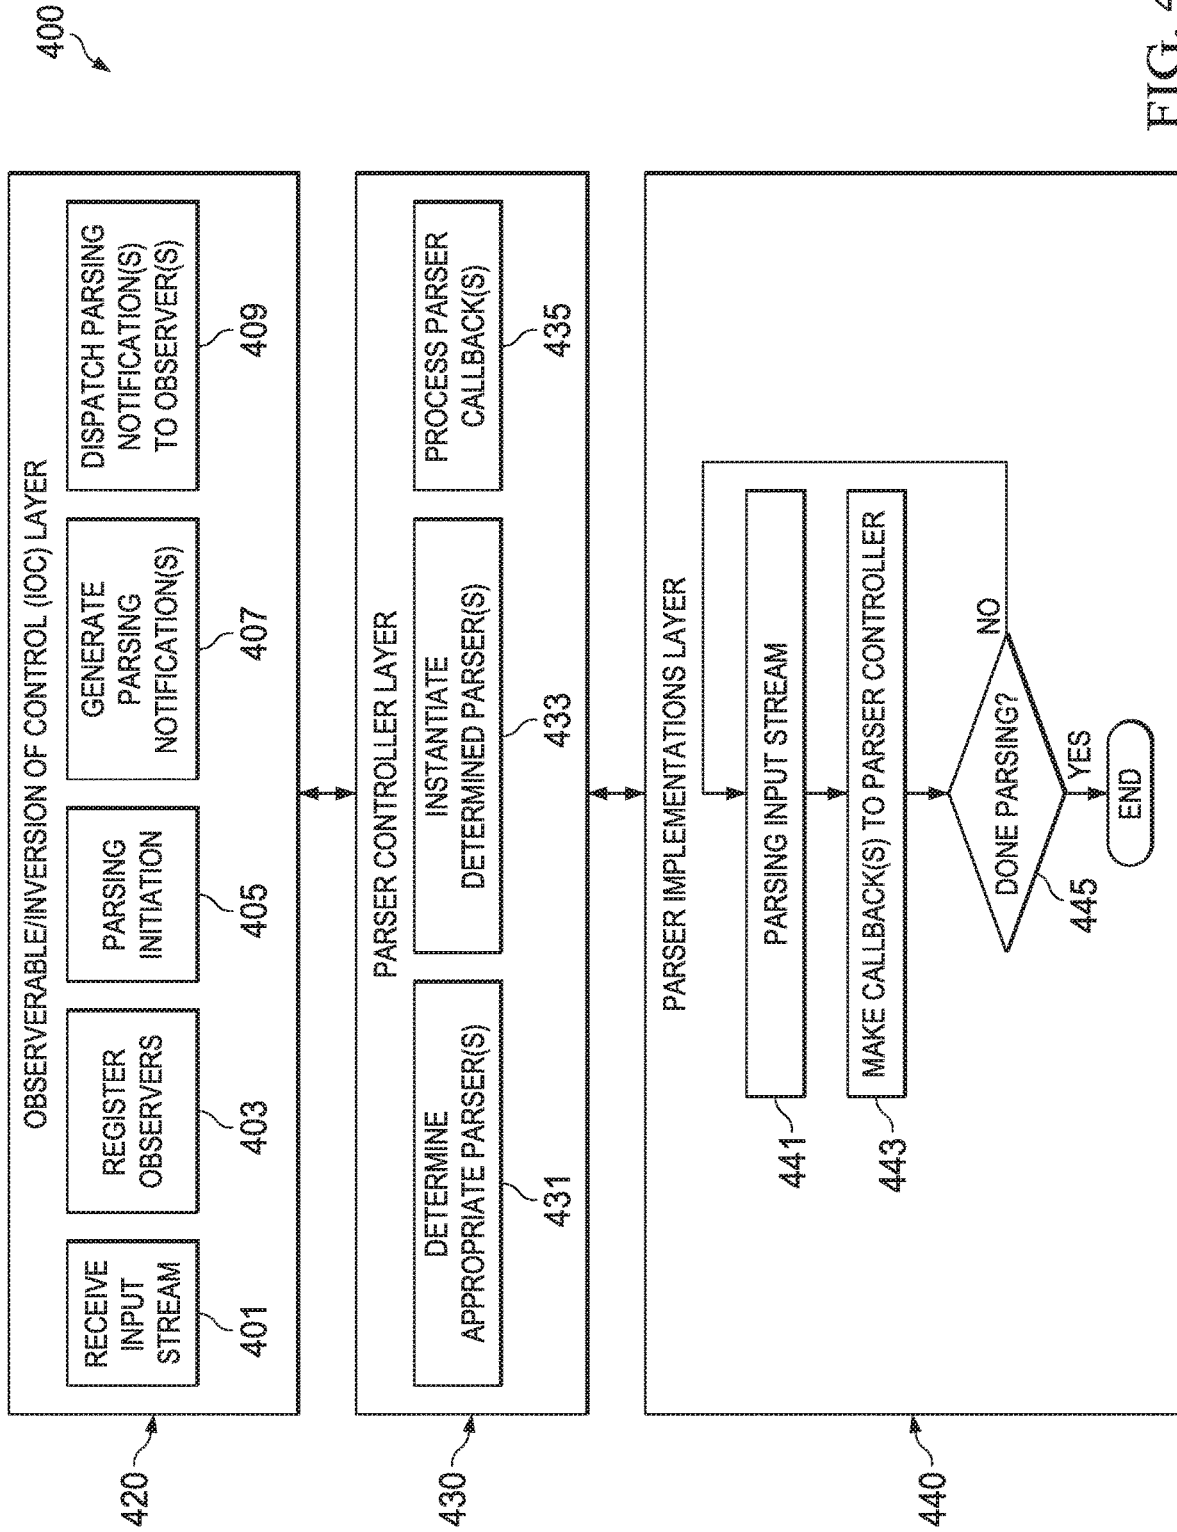 400
420
OBSERVERABLE/INVERSION OF CONTROL (IOC) LAYER
RECEIVE
INPUT
STREAM
401
REGISTER
OBSERVERS
403
PARSING
INITIATION
405
GENERATE
PARSING
NOTIFICATION(S)
407
DISPATCH PARSING
NOTIFICATION(S)
TO OBSERVER(S)
409
430
PARSER CONTROLLER LAYER
DETERMINE
APPROPRIATE PARSER(S)
431
INSTANTIATE
DETERMINED PARSER(S)
433
PROCESS PARSER
CALLBACK(S)
435
440
PARSER IMPLEMENTATIONS LAYER
441
PARSING INPUT STREAM
443
MAKE CALLBACK(S) TO PARSER CONTROLLER
DONE PARSING?
445
NO
YES
END
FIG.